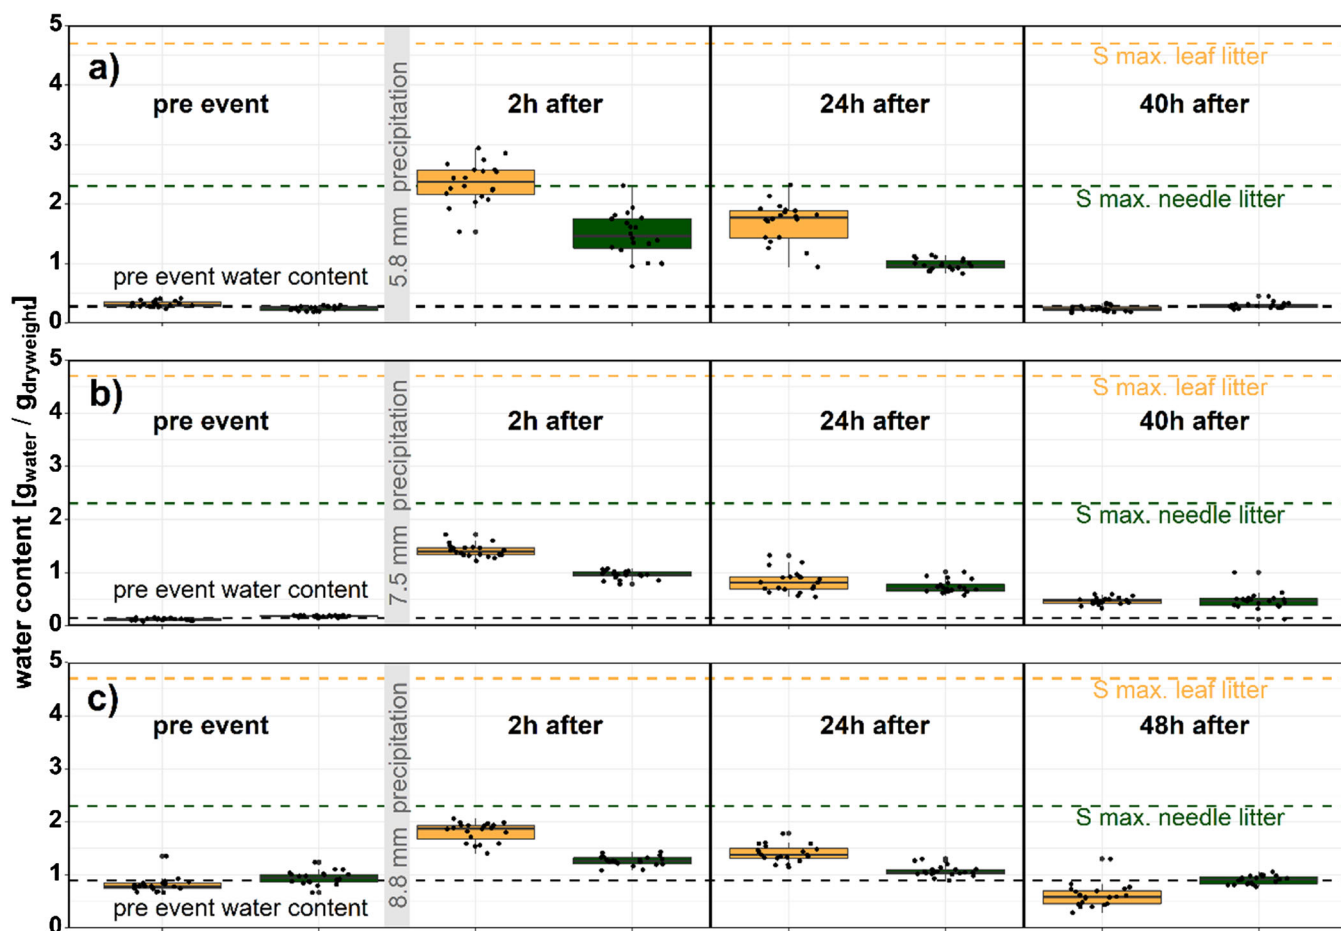 water content [gwater / gdryweight]
5
4
3
2
1
0
a)
pre event
5.8 mm precipitation
2h after
24h after
40h after
S max. leaf litter
S max. needle litter
pre event water content
5
4
3
2
1
0
b)
pre event
7.5 mm precipitation
2h after
24h after
40h after
S max. leaf litter
S max. needle litter
pre event water content
5
4
3
2
1
0
c)
pre event
8.8 mm precipitation
2h after
24h after
48h after
S max. leaf litter
S max. needle litter
pre event water content